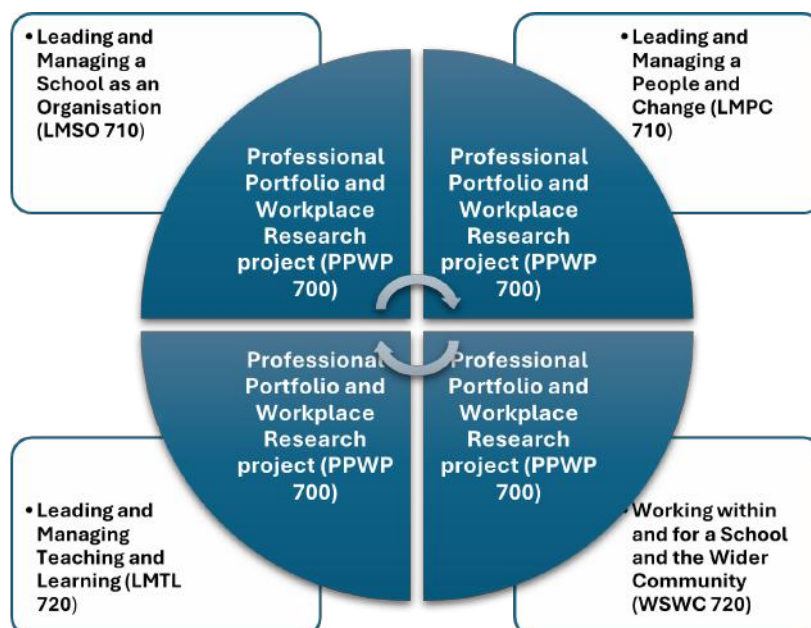 • Leading and
Managing a
School as an
Organisation
(LMSO 710)
• Leading and
Managing a
People and
Change (LMPC
710)
Professional
Portfolio and
Workplace
Research
project (PPWP
700)
Professional
Portfolio and
Workplace
Research
project (PPWP
700)
Professional
Portfolio and
Workplace
Research
project (PPWP
700)
Professional
Portfolio and
Workplace
Research
project (PPWP
700)
• Leading and
Managing
Teaching and
Learning (LMTL
720)
• Working within
and for a School
and the Wider
Community
(WSWC 720)